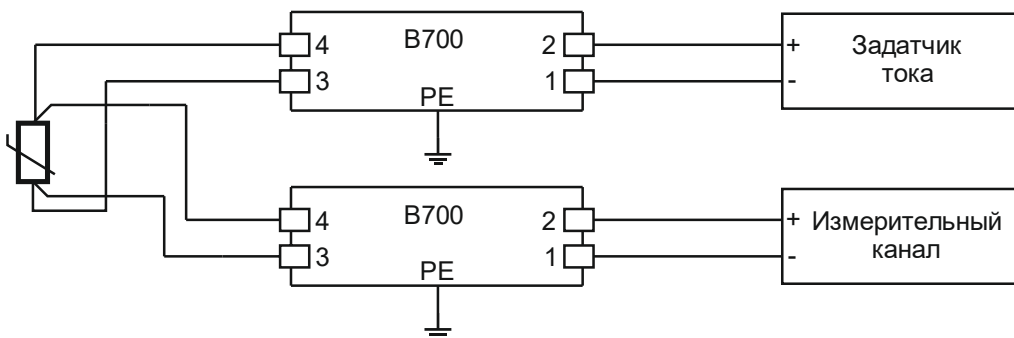 4 B700 2
3 1
PE
+ Задатчик
- тока
4 B700 2
3 1
PE
+ Измерительный
- канал